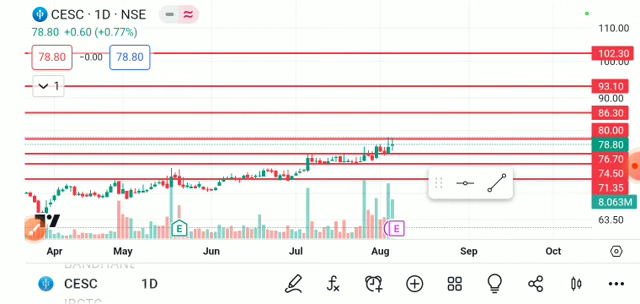 CESC · 1D · NSE
78.80 +0.60 (+0.77%)
78.80 −0.00 78.80
1
110.00
102.30
100.00
93.10
90.00
86.30
80.00
78.80
76.70
74.50
71.35
8.063M
63.50
E
E
Apr May Jun Jul Aug Sep Oct
CESC 1D